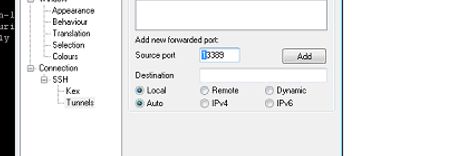 Appearance
Behaviour
Translation
Selection
Colours
Connection
SSH
Kex
Tunnels
Add new forwarded port:
Source port 13389 Add
Destination
Local Remote Dynamic
Auto IPv4 IPv6